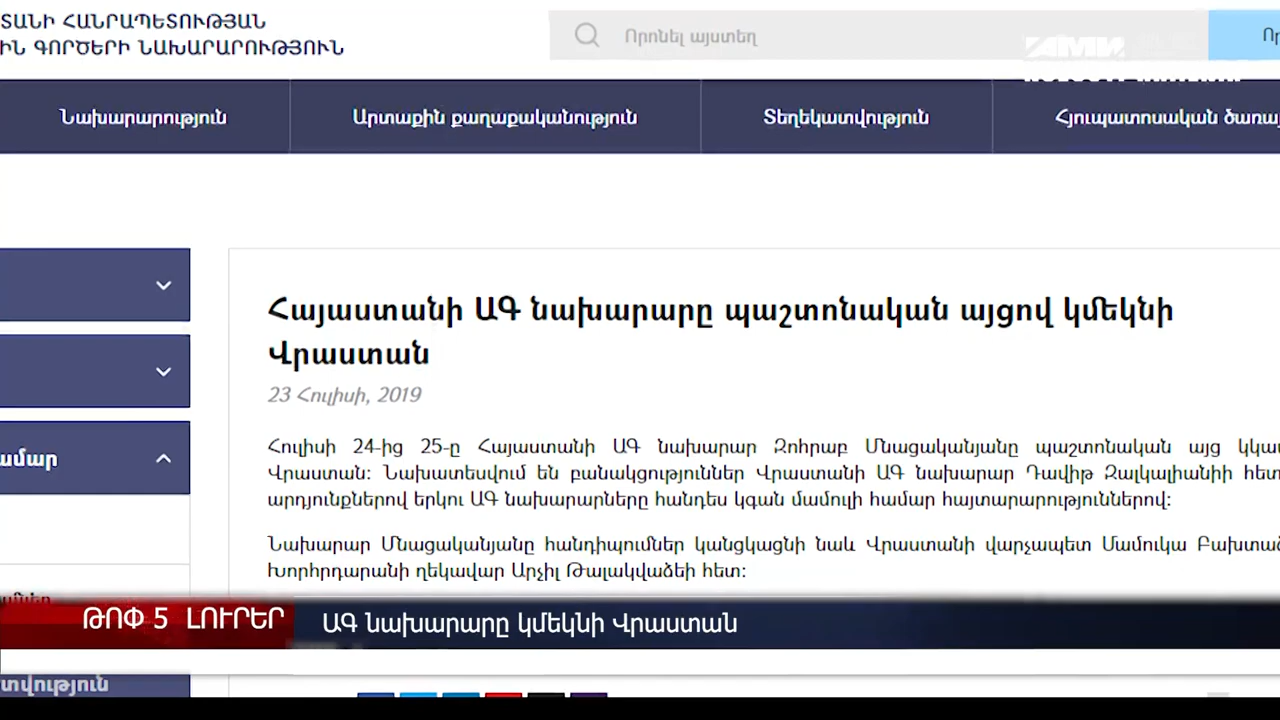 ՏԱՆԻ ՀԱՆՐԱՊԵՏՈՒԹՅԱՆ
ԻՆ ԳՈՐԾԵՐԻ ՆԱԽԱՐԱՐՈՒԹՅՈՒՆ
Որոնել այստեղ
Նախարարություն
Արտաքին քաղաքականություն
Տեղեկատվություն
Հյուպատոսական ծառայ
ամար
Հայաստանի ԱԳ նախարարը պաշտոնական այցով կմեկնի
Վրաստան
23 Հուլիսի, 2019
Հուլիսի 24-ից 25-ը Հայաստանի ԱԳ նախարար Զոհրաբ Մնացականյանը պաշտոնական այց կկա
Վրաստան: Նախատեսվում են բանակցություններ Վրաստանի ԱԳ նախարար Դավիթ Զալկալիանիի հետ
արդյունքներով երկու ԱԳ նախարարները հանդես կգան մամուլի համար հայտարարություններով:
Նախարար Մնացականյանը հանդիպումներ կանցկացնի նաև Վրաստանի վարչապետ Մամուկա Բախտաձ
Խորհրդարանի ղեկավար Արչիլ Թալակվաձեի հետ:
ԹՈՓ 5 ԼՈՒՐԵՐ
ԱԳ նախարարը կմեկնի Վրաստան
տվություն